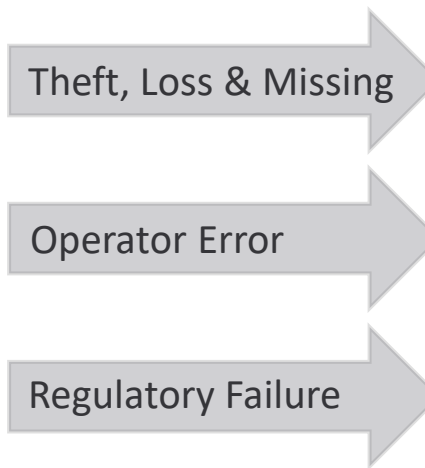 Theft, Loss & Missing
Operator Error
Regulatory Failure